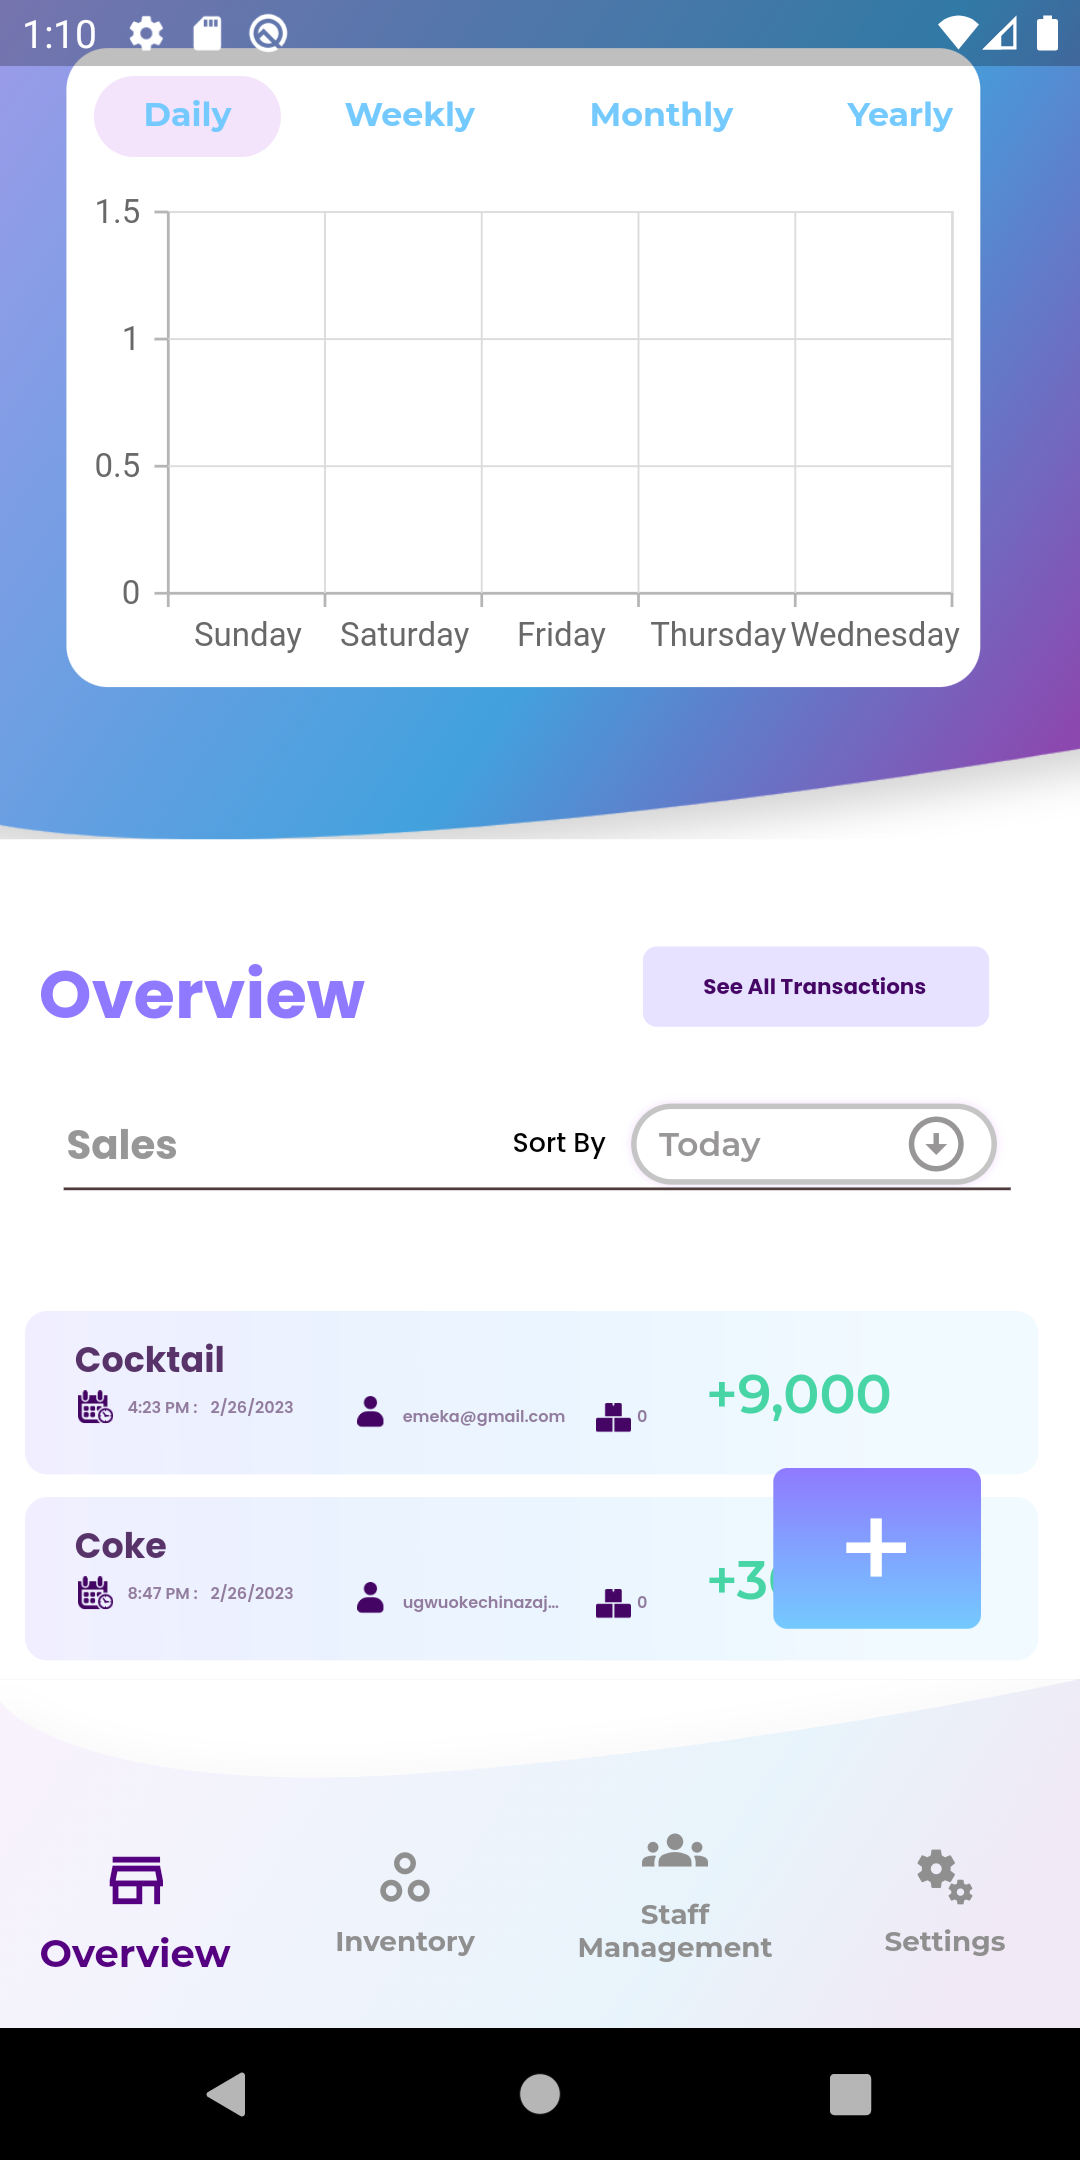 1:10
Daily Weekly Monthly Yearly
1.5
1
0.5
0
Sunday Saturday Friday Thursday Wednesday
Overview
See All Transactions
Sales Sort By Today
Cocktail
4:23 PM : 2/26/2023 emeka@gmail.com 0 +9,000
Coke
8:47 PM : 2/26/2023 ugwuokechinazaj... 0
Overview Inventory Staff Management Settings